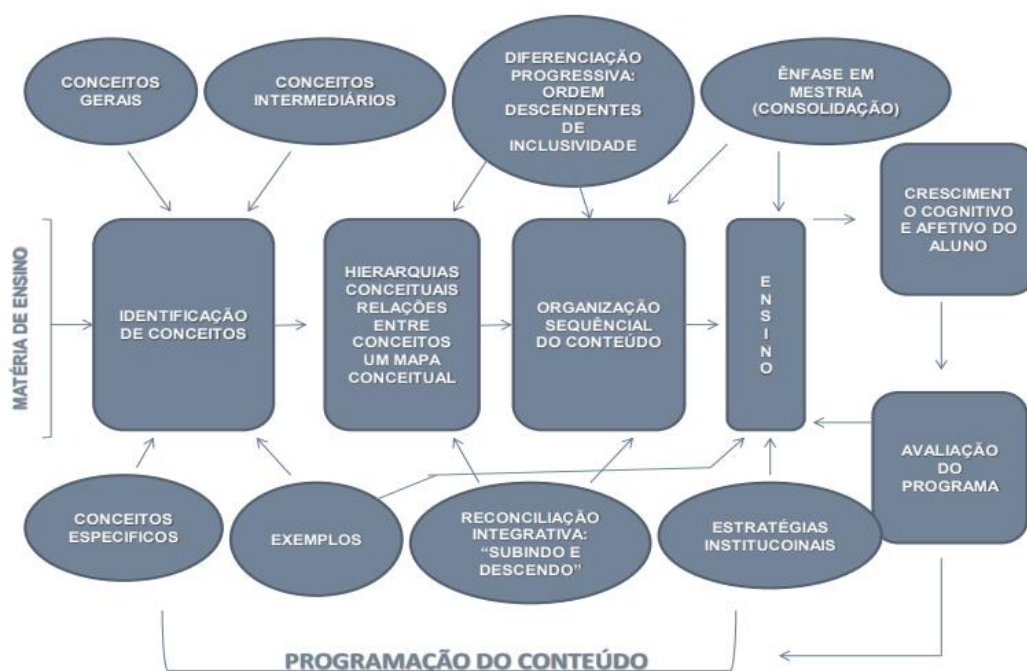 CONCEITOS
GERAIS
CONCEITOS
INTERMEDIÁRIOS
DIFERENCIAÇÃO
PROGRESSIVA:
ORDEM
DESCENDENTES
DE
INCLUSIVIDADE
ÊNFASE EM
MESTRIA
(CONSOLIDAÇÃO)
MATÉRIA DE ENSINO
IDENTIFICAÇÃO
DE CONCEITOS
HIERARQUIAS
CONCEITUAIS
RELAÇÕES
ENTRE
CONCEITOS
UM MAPA
CONCEITUAL
ORGANIZAÇÃO
SEQUÊNCIAL
DO CONTEÚDO
E
N
S
I
N
O
CRESCIMENT
O COGNITIVO
E AFETIVO DO
ALUNO
AVALIAÇÃO
DO
PROGRAMA
CONCEITOS
ESPECIFICOS
EXEMPLOS
RECONCILIAÇÃO
INTEGRATIVA:
“SUBINDO E
DESCENDO”
ESTRATÉGIAS
INSTITUCOINAIS
PROGRAMAÇÃO DO CONTEÚDO